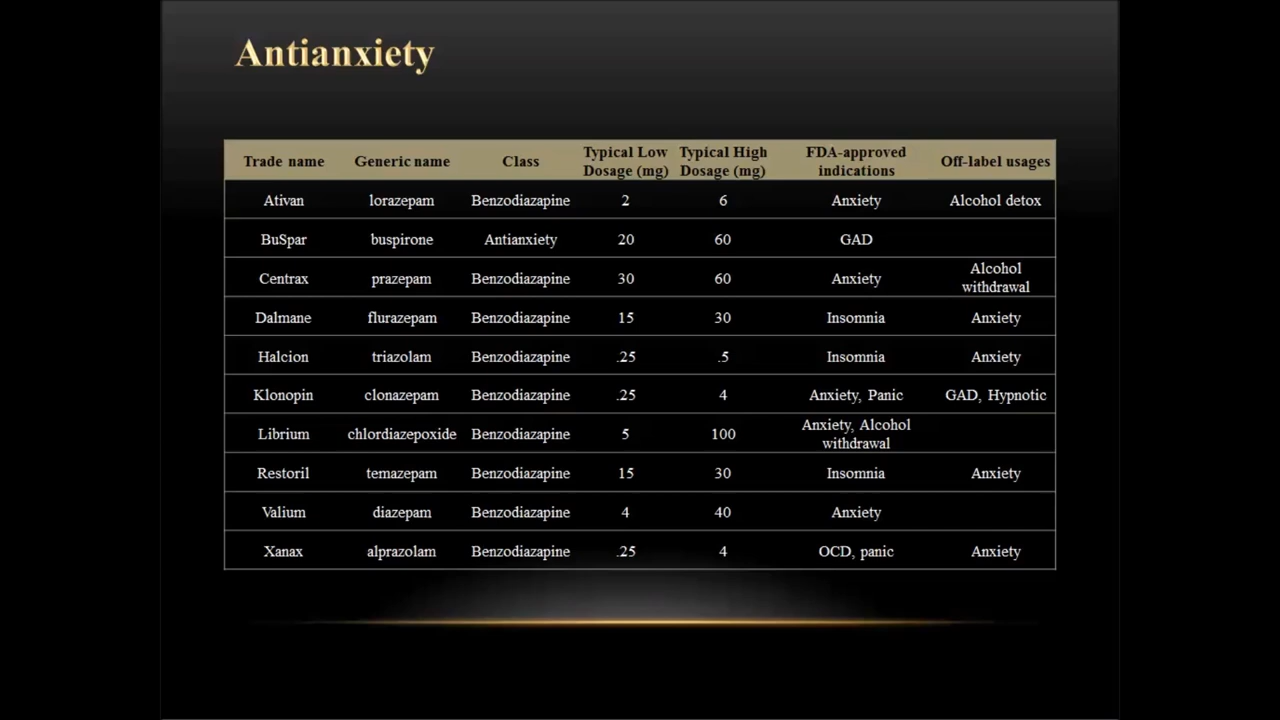 Antianxiety
Trade name Generic name Class Typical Low Dosage (mg) Typical High Dosage (mg) FDA-approved indications Off-label usages
Ativan lorazepam Benzodiazapine 2 6 Anxiety Alcohol detox
BuSpar buspirone Antianxiety 20 60 GAD
Centrax prazepam Benzodiazapine 30 60 Anxiety Alcohol withdrawal
Dalmane flurazepam Benzodiazapine 15 30 Insomnia Anxiety
Halcion triazolam Benzodiazapine .25 .5 Insomnia Anxiety
Klonopin clonazepam Benzodiazapine .25 4 Anxiety, Panic GAD, Hypnotic
Librium chlordiazepoxide Benzodiazapine 5 100 Anxiety, Alcohol withdrawal
Restoril temazepam Benzodiazapine 15 30 Insomnia Anxiety
Valium diazepam Benzodiazapine 4 40 Anxiety
Xanax alprazolam Benzodiazapine .25 4 OCD, panic Anxiety